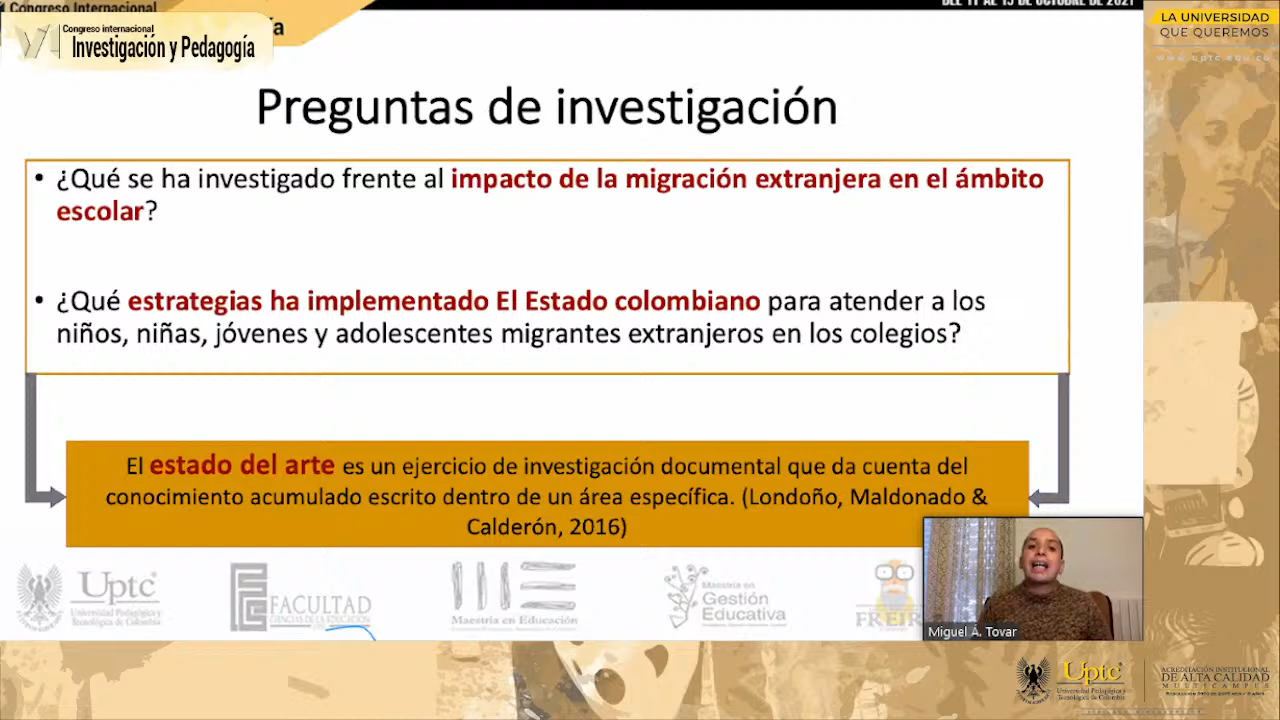 Congreso Internacional
DEL 11 AL 15 DE OCTUBRE DE 2021
Congreso internacional
Investigación y Pedagogía
LA UNIVERSIDAD
QUE QUEREMOS
www.uptc.edu.co
Preguntas de investigación
• ¿Qué se ha investigado frente al impacto de la migración extranjera en el ámbito
escolar?
• ¿Qué estrategias ha implementado El Estado colombiano para atender a los
niños, niñas, jóvenes y adolescentes migrantes extranjeros en los colegios?
El estado del arte es un ejercicio de investigación documental que da cuenta del
conocimiento acumulado escrito dentro de un área específica. (Londoño, Maldonado &
Calderón, 2016)
Uptc
Universidad Pedagógica y
Tecnológica de Colombia
FACULTAD
CIENCIAS DE LA EDUCACIÓN
Maestría en Educación
Maestría en
Gestión
Educativa
FREIR
Miguel Á. Tovar
Uptc
Universidad Pedagógica y
Tecnológica de Colombia
ACREDITACIÓN INSTITUCIONAL
DE ALTA CALIDAD
MULTICAMPUS